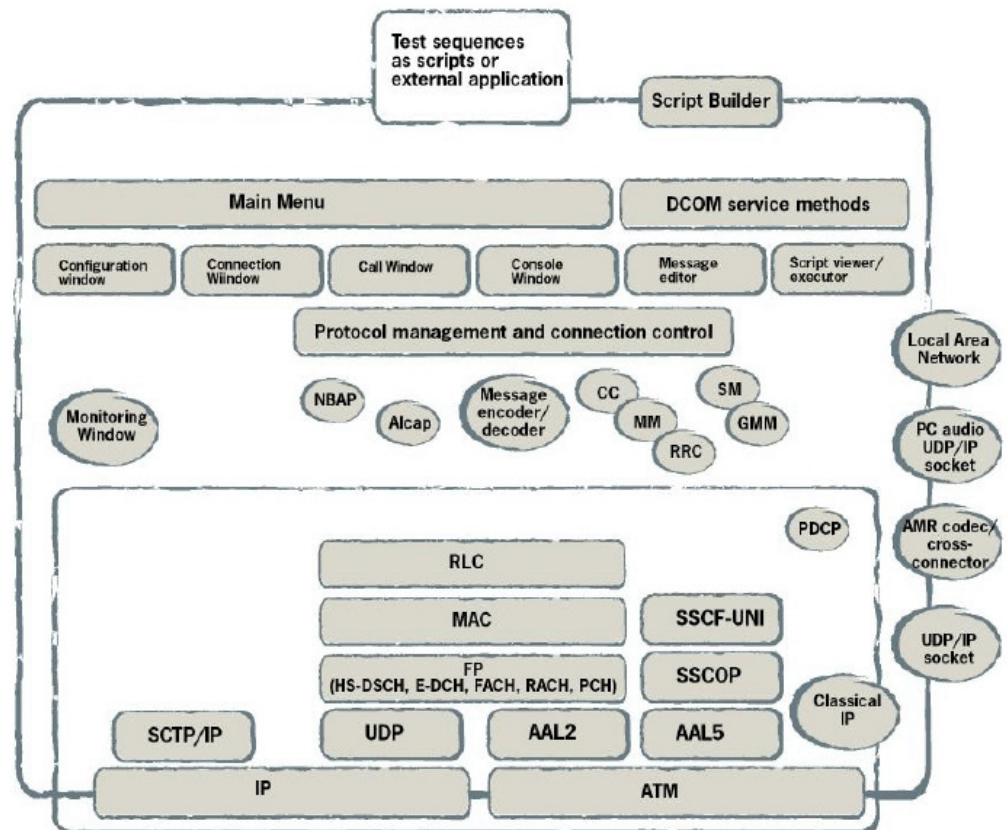 Test sequences
as scripts or
external application
Script Builder
Main Menu
DCOM service methods
Configuration
window
Connection
Wiindow
Call Window
Console
Window
Message
editor
Script viewer/
executor
Protocol management and connection control
Local Area
Network
NBAP
Alcap
Message
encoder/
decoder
CC
MM
RRC
SM
GMM
Monitoring
Window
PC audio
UDP/IP
socket
PDCP
AMR codec/
cross-
connector
RLC
MAC
SSCF-UNI
UDP/IP
socket
FP
(HS-DSCH, E-DCH, FACH, RACH, PCH)
SSCOP
Classical
IP
SCTP/IP
UDP
AAL2
AAL5
IP
ATM